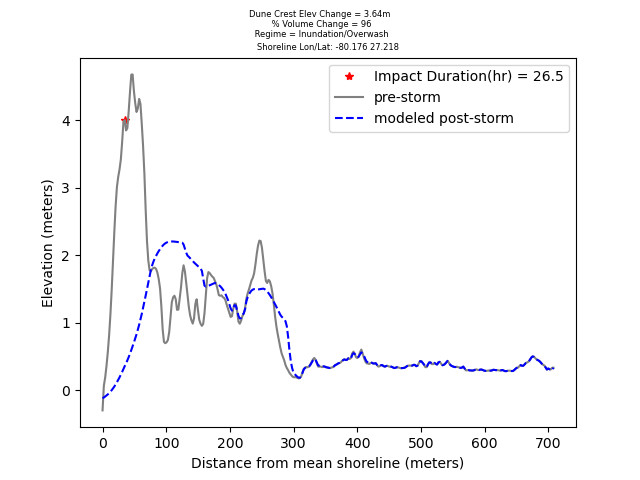 Dune Crest Elev Change = 3.64m
% Volume Change = 96
Regime = Inundation/Overwash
Shoreline Lon/Lat: -80.176 27.218
Impact Duration(hr) = 26.5
pre-storm
modeled post-storm
Elevation (meters)
4
3
2
1
0
0 100 200 300 400 500 600 700
Distance from mean shoreline (meters)